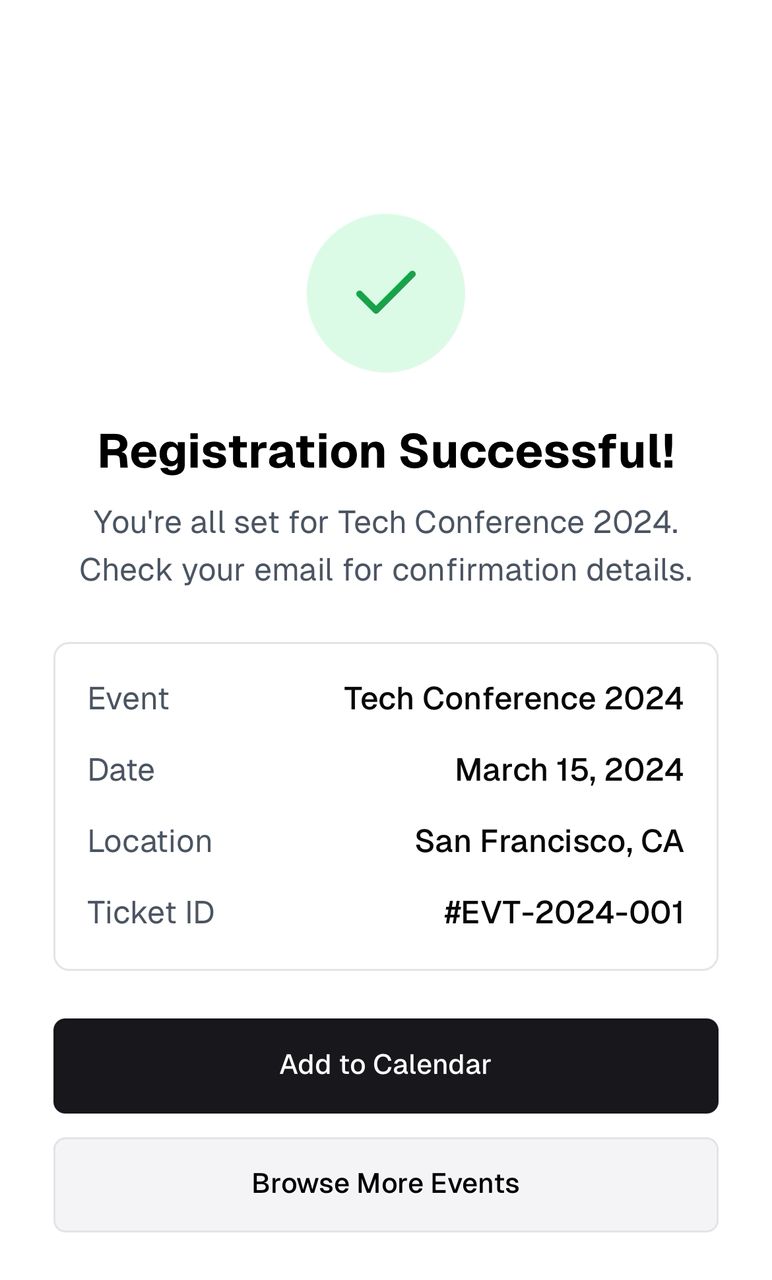 Registration Successful!
You're all set for Tech Conference 2024.
Check your email for confirmation details.
Event Tech Conference 2024
Date March 15, 2024
Location San Francisco, CA
Ticket ID #EVT-2024-001
Add to Calendar
Browse More Events